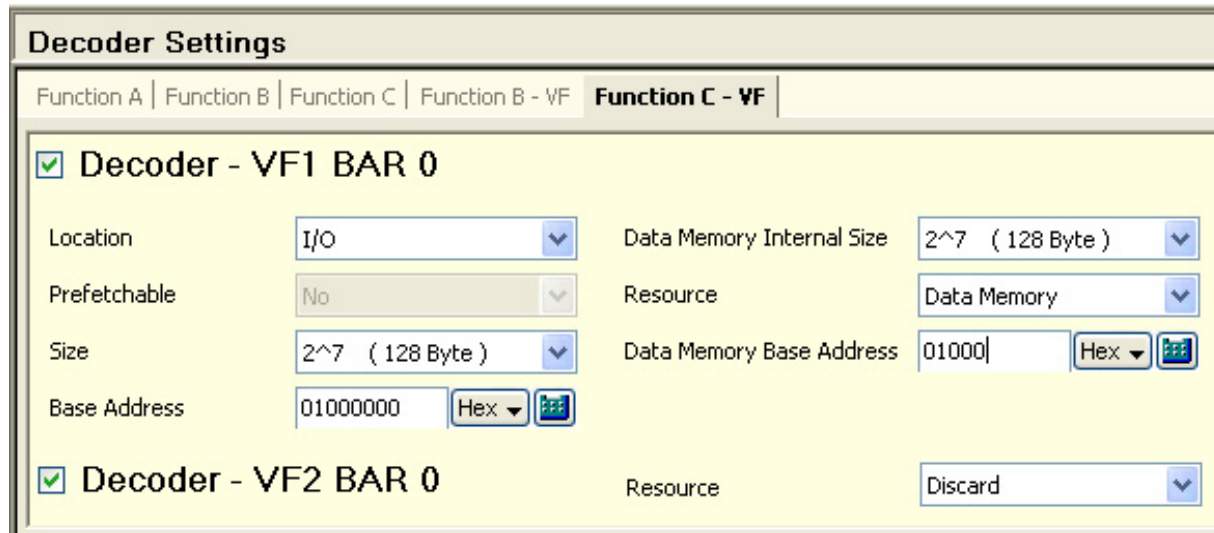 Decoder Settings
Function A | Function B | Function C | Function B - VF Function C - VF
Decoder - VF1 BAR 0
Location I/O Data Memory Internal Size 2^7 ( 128 Byte )
Prefetchable No Resource Data Memory
Size 2^7 ( 128 Byte ) Data Memory Base Address 01000 Hex
Base Address 01000000 Hex
Decoder - VF2 BAR 0 Resource Discard